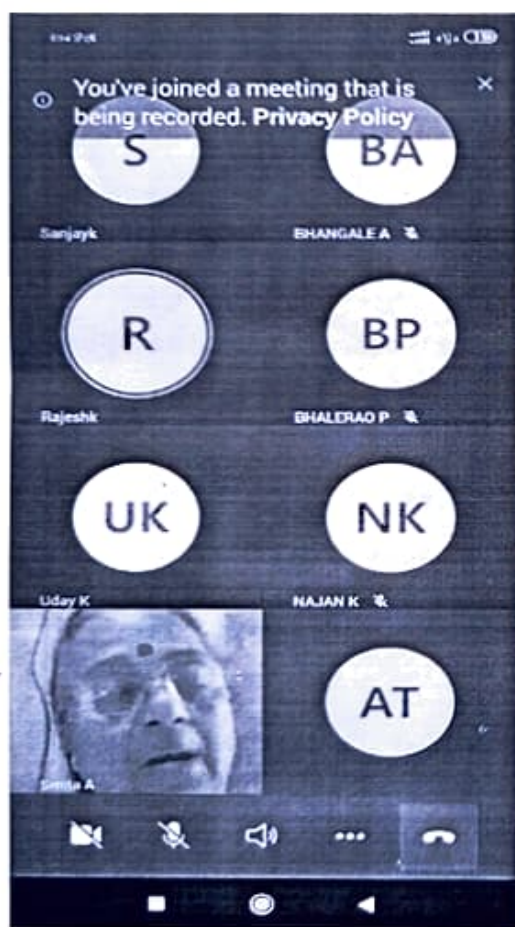 You've joined a meeting that is
being recorded. Privacy Policy
S
BA
Sanjayk
BHANGALE A
R
BP
Rajeshk
BHALERAO P
UK
NK
Uday K
NAJAN K
AT
Smita A